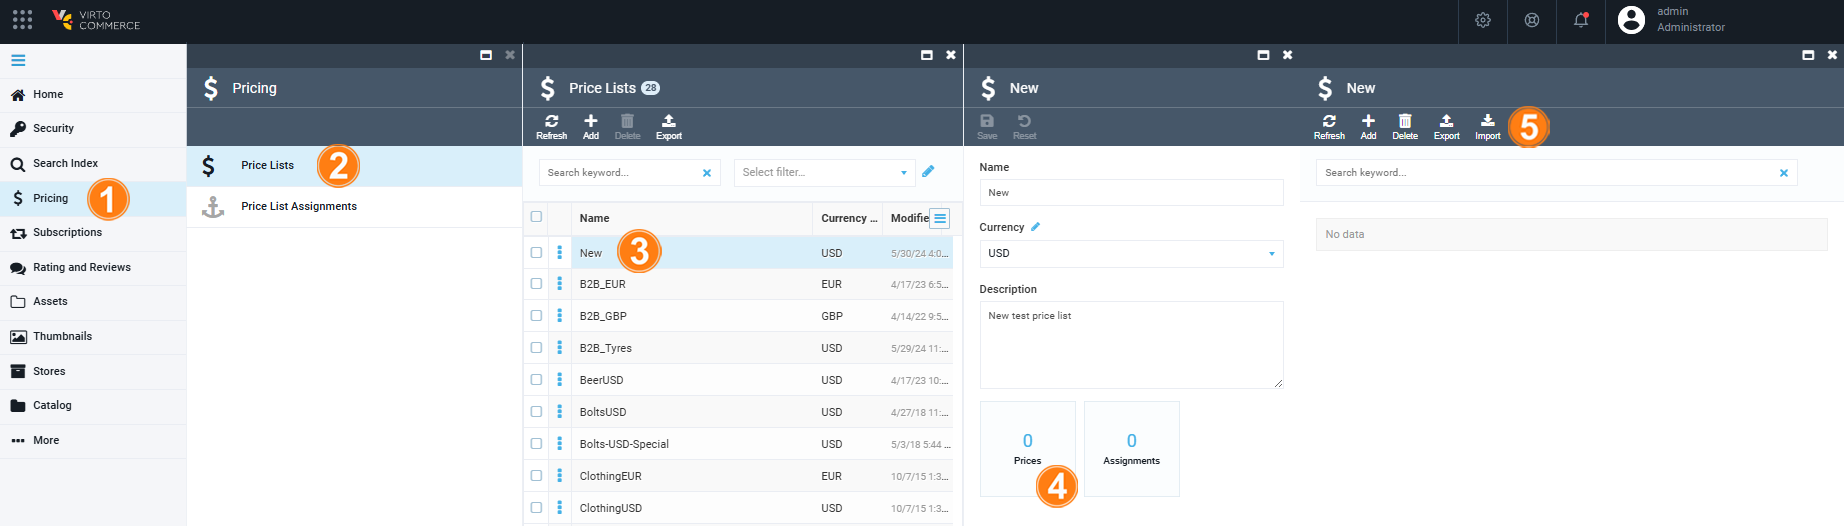 VIRTO
COMMERCE
admin
Administrator
Home
Security
Search Index
Pricing
1
Subscriptions
Rating and Reviews
Assets
Thumbnails
Stores
Catalog
More
Pricing
Price Lists
2
Price List Assignments
Price Lists 28
Refresh Add Delete Export
Search keyword... Select filter...
Name Currency ... Modifie
New 3 USD 5/30/24 4:0...
B2B_EUR EUR 4/17/23 6:5...
B2B_GBP GBP 4/14/22 9:5...
B2B_Tyres USD 5/29/24 11:...
BeerUSD USD 4/17/23 10:...
BoltsUSD USD 4/27/18 11:...
Bolts-USD-Special USD 5/3/18 5:44 ...
ClothingEUR EUR 10/7/15 1:3...
ClothingUSD USD 10/7/15 1:3...
New
Save Reset
Name
New
Currency
USD
Description
New test price list
0 0
Prices Assignments
4
New
Refresh Add Delete Export Import 5
Search keyword...
No data